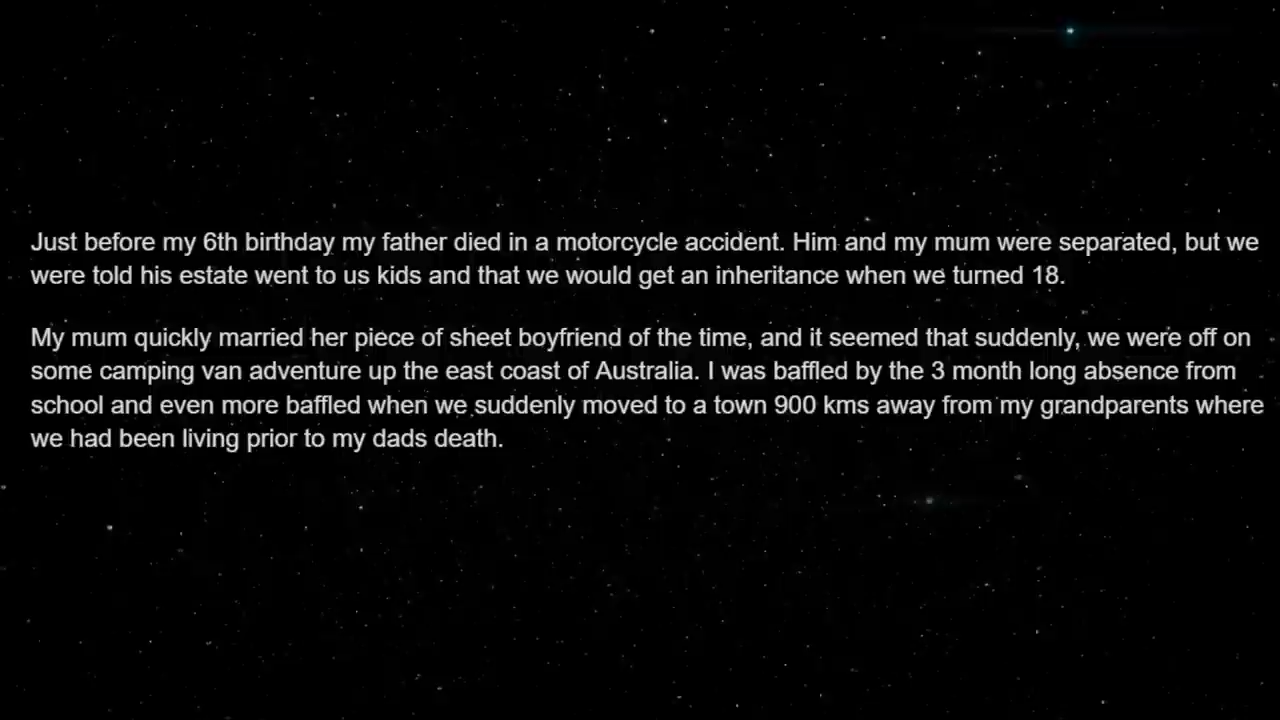 Just before my 6th birthday my father died in a motorcycle accident. Him and my mum were separated, but we
were told his estate went to us kids and that we would get an inheritance when we turned 18.
My mum quickly married her piece of sheet boyfriend of the time, and it seemed that suddenly, we were off on
some camping van adventure up the east coast of Australia. I was baffled by the 3 month long absence from
school and even more baffled when we suddenly moved to a town 900 kms away from my grandparents where
we had been living prior to my dads death.